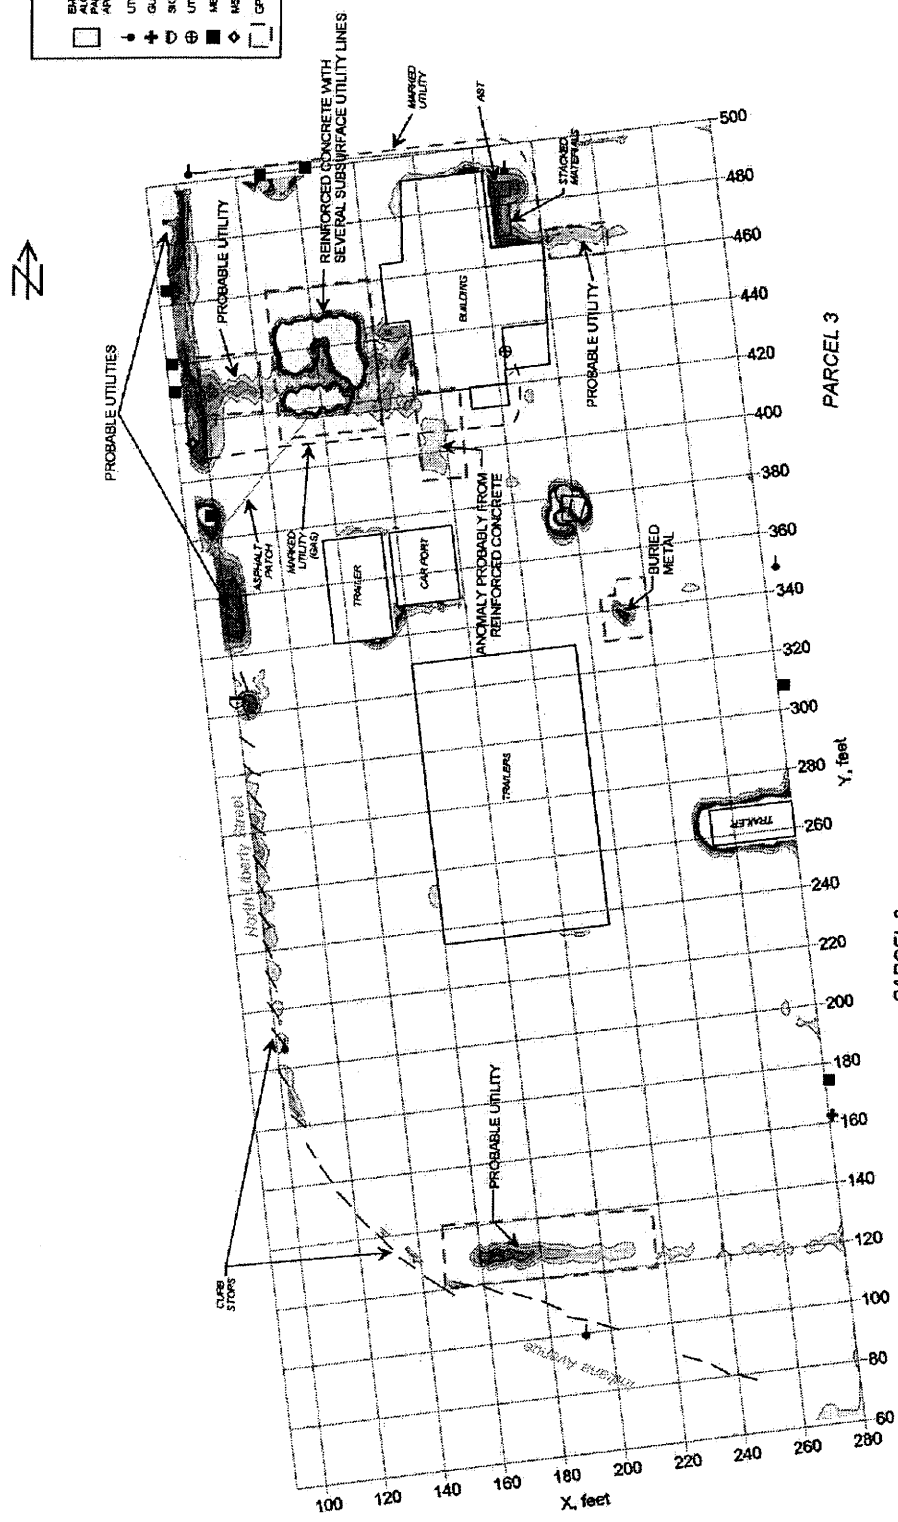 N
PROBABLE UTILITIES
PROBABLE UTILITY
REINFORCED CONCRETE WITH
SEVERAL SUBSURFACE UTILITY LINES
MARKED
UTILITY
AST
STACKED
MATERIALS
BUILDING
PROBABLE UTILITY
ASPHALT
PATCH
MARKED
UTILITY
(GAS)
TRAILER
CAR PORT
ANOMALY PROBABLY FROM
REINFORCED CONCRETE
BURIED
METAL
TRAILERS
TRAILER
North Liberty Street
CURB
STOPS
PROBABLE UTILITY
Indiana Avenue
PARCEL 3
500
480
460
440
420
400
380
360
340
320
300
280
260
240
220
200
180
160
140
120
100
80
60
Y, feet
100
120
140
160
180
200
220
240
260
280
X, feet